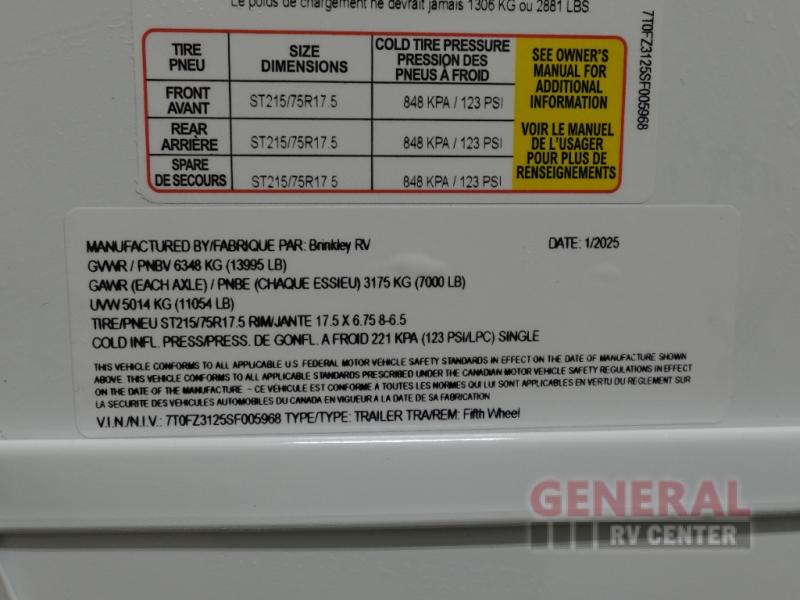 Le poids de chargement ne devrait jamais 1306 KG ou 2881 LBS.
TIRE PNEU SIZE DIMENSIONS COLD TIRE PRESSURE PRESSION DES PNEUS À FROID
FRONT AVANT ST215/75R17.5 848 KPA / 123 PSI
REAR ARRIÈRE ST215/75R17.5 848 KPA / 123 PSI
SPARE DE SECOURS ST215/75R17.5 848 KPA / 123 PSI
SEE OWNER'S
MANUAL FOR
ADDITIONAL
INFORMATION
VOIR LE MANUEL
DE L'USAGER
POUR PLUS DE
RENSEIGNEMENTS
7T0FZ3125SF005968
MANUFACTURED BY/FABRIQUE PAR: Brinkley RV DATE: 1/2025
GVWR / PNBV 6348 KG (13995 LB)
GAWR (EACH AXLE) / PNBE (CHAQUE ESSIEU) 3175 KG (7000 LB)
UVW 5014 KG (11054 LB)
TIRE/PNEU ST215/75R17.5 RIM/JANTE 17.5 X 6.75 8-6.5
COLD INFL. PRESS/PRESS. DE GONFL. A FROID 221 KPA (123 PSI/LPC) SINGLE
THIS VEHICLE CONFORMS TO ALL APPLICABLE U.S. FEDERAL MOTOR VEHICLE SAFETY STANDARDS IN EFFECT ON THE DATE OF MANUFACTURE SHOWN
ABOVE. THIS VEHICLE CONFORMS TO ALL APPLICABLE STANDARDS PRESCRIBED UNDER THE CANADIAN MOTOR VEHICLE SAFETY REGULATIONS IN EFFECT
ON THE DATE OF THE MANUFACTURE. - CE VEHICULE EST CONFORME A TOUTES LES NORMES QUI LUI SONT APPLICABLES EN VERTU DU REGLEMENT SUR
LA SECURITE DES VEHICULES AUTOMOBILES DU CANADA EN VIGUEUR A LA DATE DE SA FABRICATION
V.I.N./N.I.V.: 7T0FZ3125SF005968 TYPE/TYPE: TRAILER TRA/REM: Fifth Wheel
GENERAL
RV CENTER